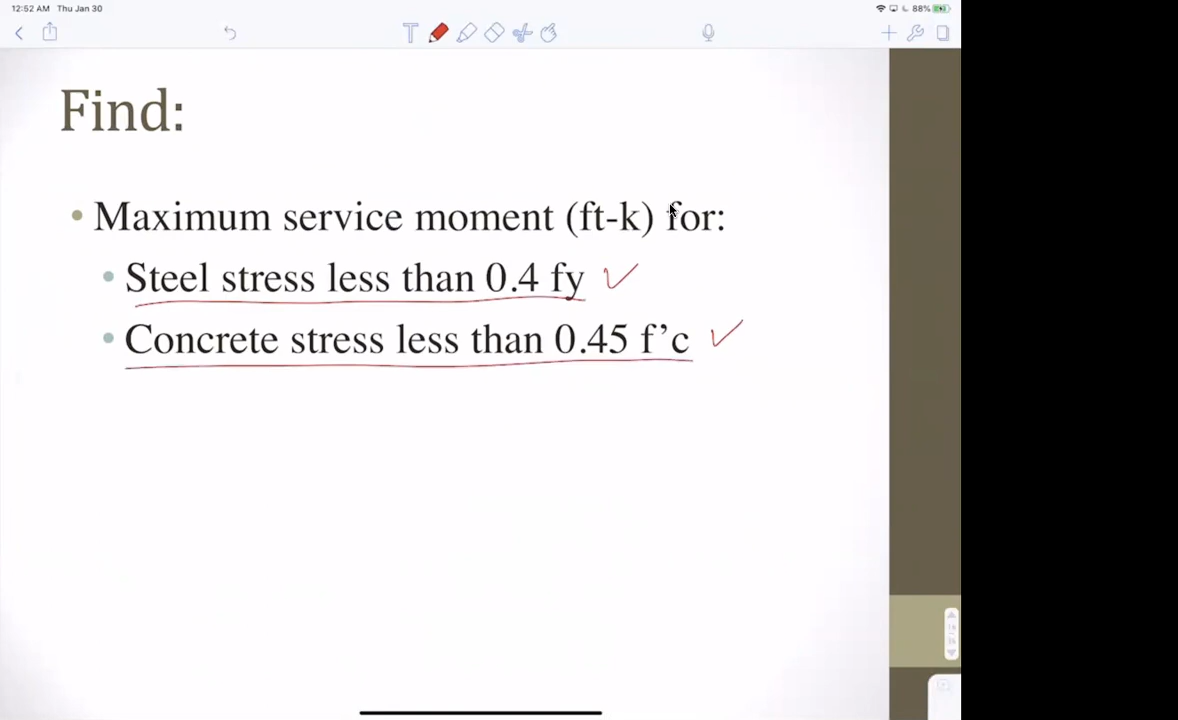 12:52 AM Thu Jan 30
88%
Find:
• Maximum service moment (ft-k) for:
• Steel stress less than 0.4 fy ✓
• Concrete stress less than 0.45 f’c ✓